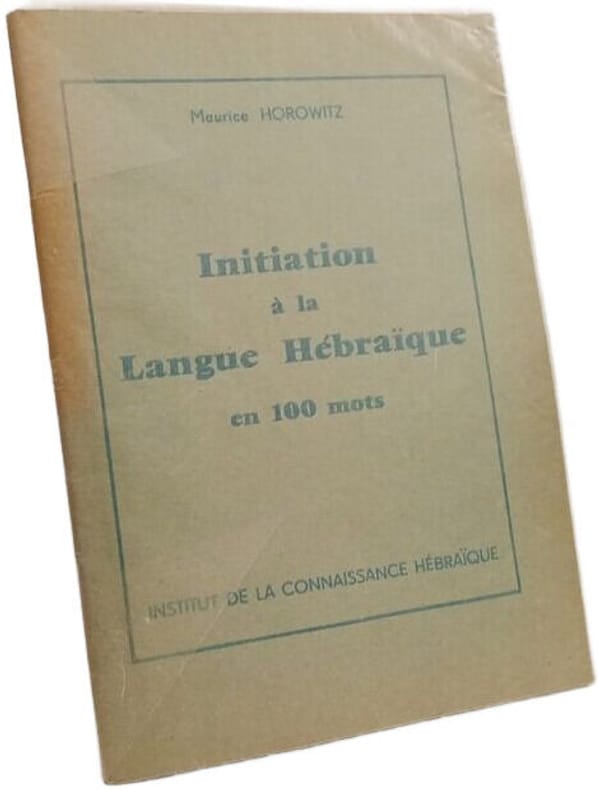 Maurice HOROWITZ
Initiation
à la
Langue Hébraïque
en 100 mots
INSTITUT DE LA CONNAISSANCE HÉBRAÏQUE